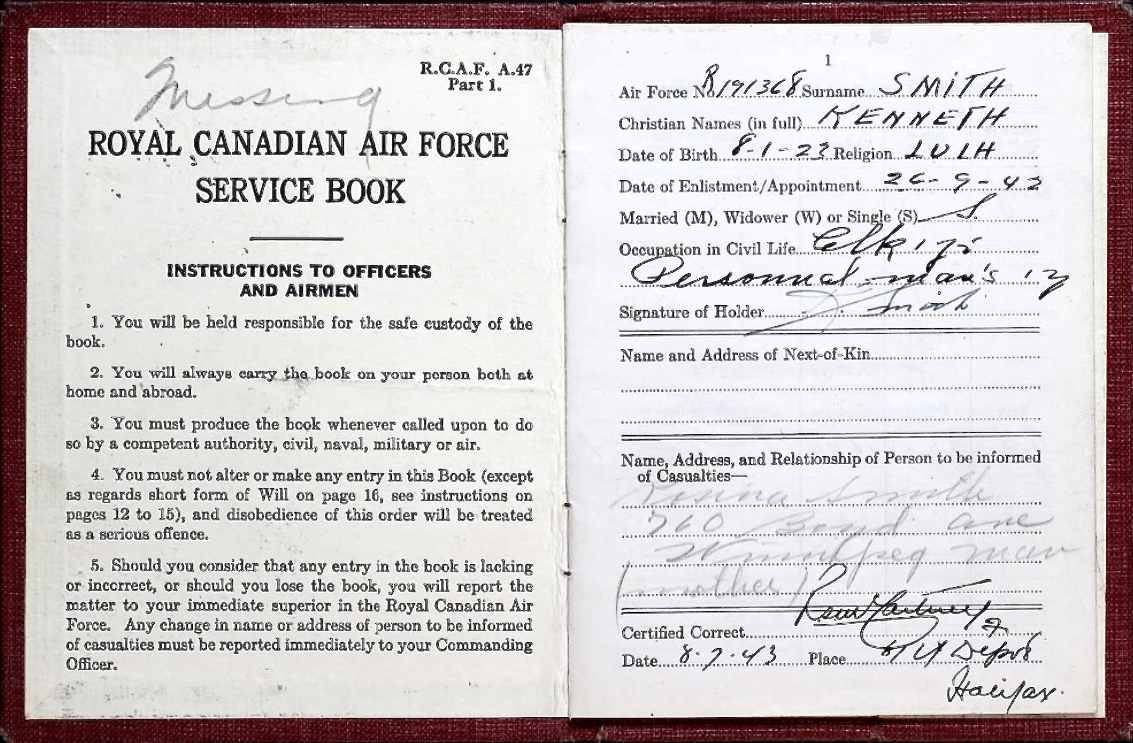 Missing
R.C.A.F. A.47
Part 1.
ROYAL CANADIAN AIR FORCE
SERVICE BOOK
INSTRUCTIONS TO OFFICERS
AND AIRMEN
1. You will be held responsible for the safe custody of the
book.
2. You will always carry the book on your person both at
home and abroad.
3. You must produce the book whenever called upon to do
so by a competent authority, civil, naval, military or air.
4. You must not alter or make any entry in this Book (except
as regards short form of Will on page 16, see instructions on
pages 12 to 15), and disobedience of this order will be treated
as a serious offence.
5. Should you consider that any entry in the book is lacking
or incorrect, or should you lose the book, you will report the
matter to your immediate superior in the Royal Canadian Air
Force. Any change in name or address of person to be informed
of casualties must be reported immediately to your Commanding
Officer.
1
Air Force No R191368 Surname SMITH
Christian Names (in full) KENNETH
Date of Birth 8-1-23 Religion LUTH
Date of Enlistment/Appointment 26-9-42
Married (M), Widower (W) or Single (S) S.
Occupation in Civil Life Clk
Personnal man's
Signature of Holder Smith
Name and Address of Next-of-Kin
Name, Address, and Relationship of Person to be informed
of Casualties—
Rosina Smith
760 Bond ave
Winnipeg man
(mother)
Certified Correct
Date 8-7-43 Place Depot
Halifax.